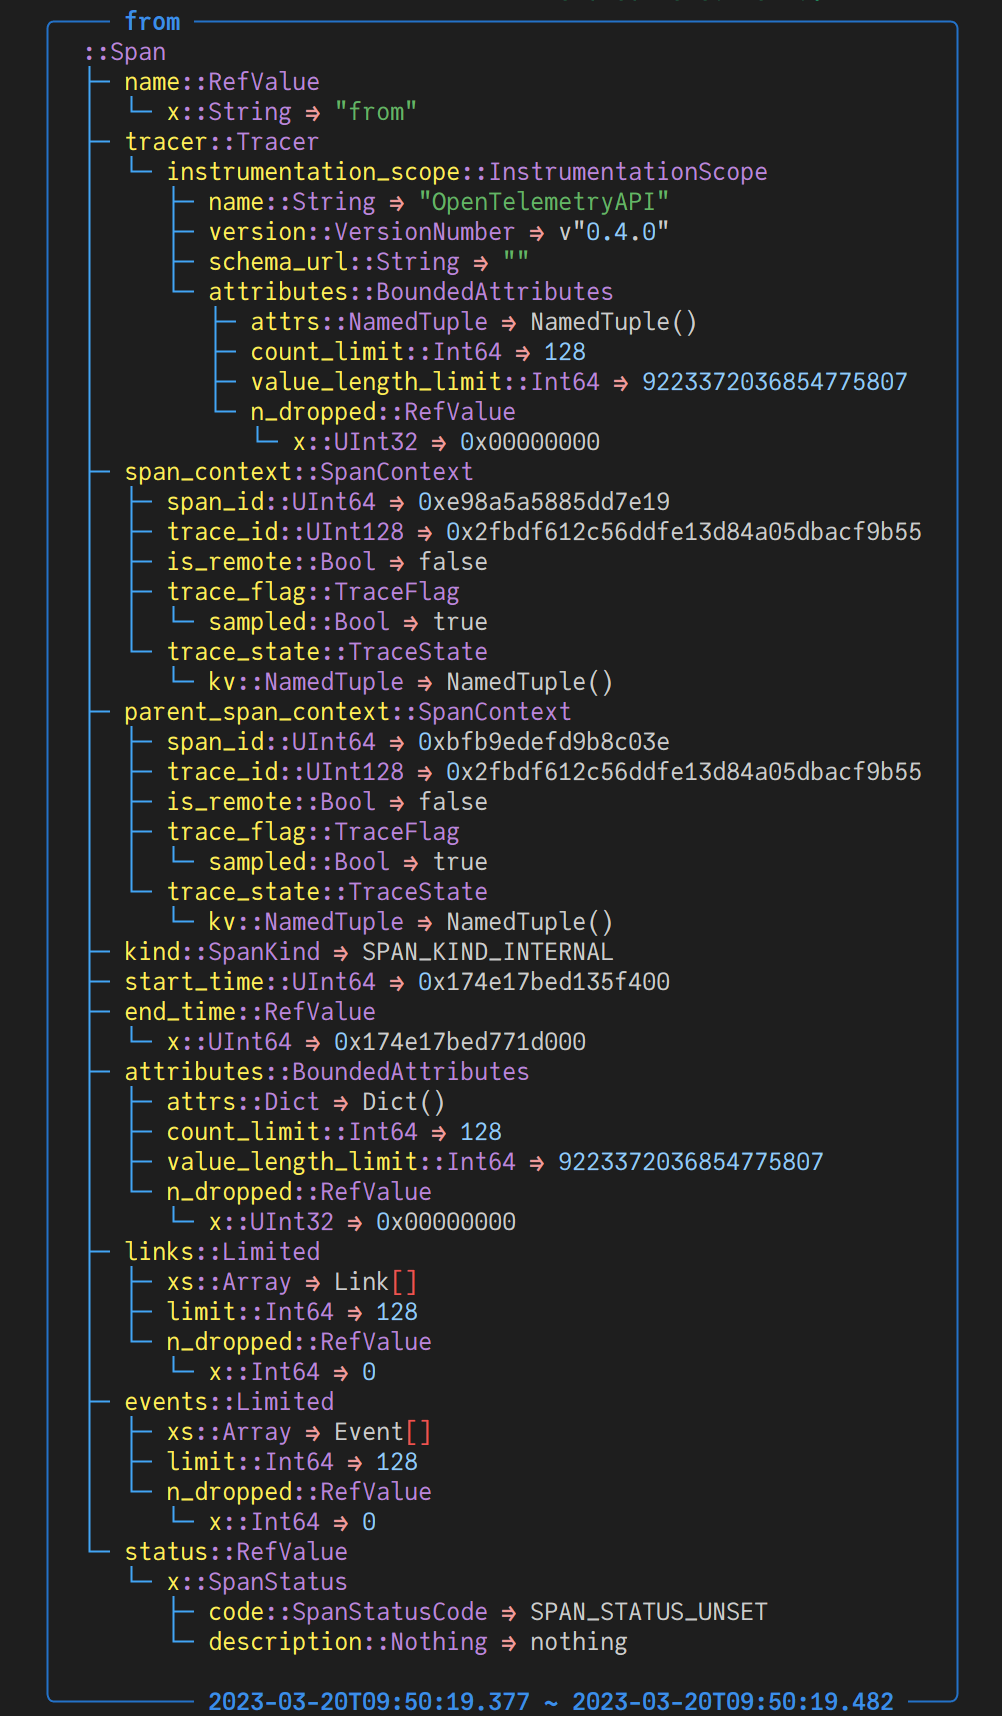 from
::Span
name::RefValue
x::String ⇒ "from"
tracer::Tracer
instrumentation_scope::InstrumentationScope
name::String ⇒ "OpenTelemetryAPI"
version::VersionNumber ⇒ v"0.4.0"
schema_url::String ⇒ ""
attributes::BoundedAttributes
attrs::NamedTuple ⇒ NamedTuple()
count_limit::Int64 ⇒ 128
value_length_limit::Int64 ⇒ 9223372036854775807
n_dropped::RefValue
x::UInt32 ⇒ 0x00000000
span_context::SpanContext
span_id::UInt64 ⇒ 0xe98a5a5885dd7e19
trace_id::UInt128 ⇒ 0x2fbdf612c56ddfe13d84a05dbacf9b55
is_remote::Bool ⇒ false
trace_flag::TraceFlag
sampled::Bool ⇒ true
trace_state::TraceState
kv::NamedTuple ⇒ NamedTuple()
parent_span_context::SpanContext
span_id::UInt64 ⇒ 0xbfb9edefd9b8c03e
trace_id::UInt128 ⇒ 0x2fbdf612c56ddfe13d84a05dbacf9b55
is_remote::Bool ⇒ false
trace_flag::TraceFlag
sampled::Bool ⇒ true
trace_state::TraceState
kv::NamedTuple ⇒ NamedTuple()
kind::SpanKind ⇒ SPAN_KIND_INTERNAL
start_time::UInt64 ⇒ 0x174e17bed135f400
end_time::RefValue
x::UInt64 ⇒ 0x174e17bed771d000
attributes::BoundedAttributes
attrs::Dict ⇒ Dict()
count_limit::Int64 ⇒ 128
value_length_limit::Int64 ⇒ 9223372036854775807
n_dropped::RefValue
x::UInt32 ⇒ 0x00000000
links::Limited
xs::Array ⇒ Link[]
limit::Int64 ⇒ 128
n_dropped::RefValue
x::Int64 ⇒ 0
events::Limited
xs::Array ⇒ Event[]
limit::Int64 ⇒ 128
n_dropped::RefValue
x::Int64 ⇒ 0
status::RefValue
x::SpanStatus
code::SpanStatusCode ⇒ SPAN_STATUS_UNSET
description::Nothing ⇒ nothing
2023-03-20T09:50:19.377 ~ 2023-03-20T09:50:19.482